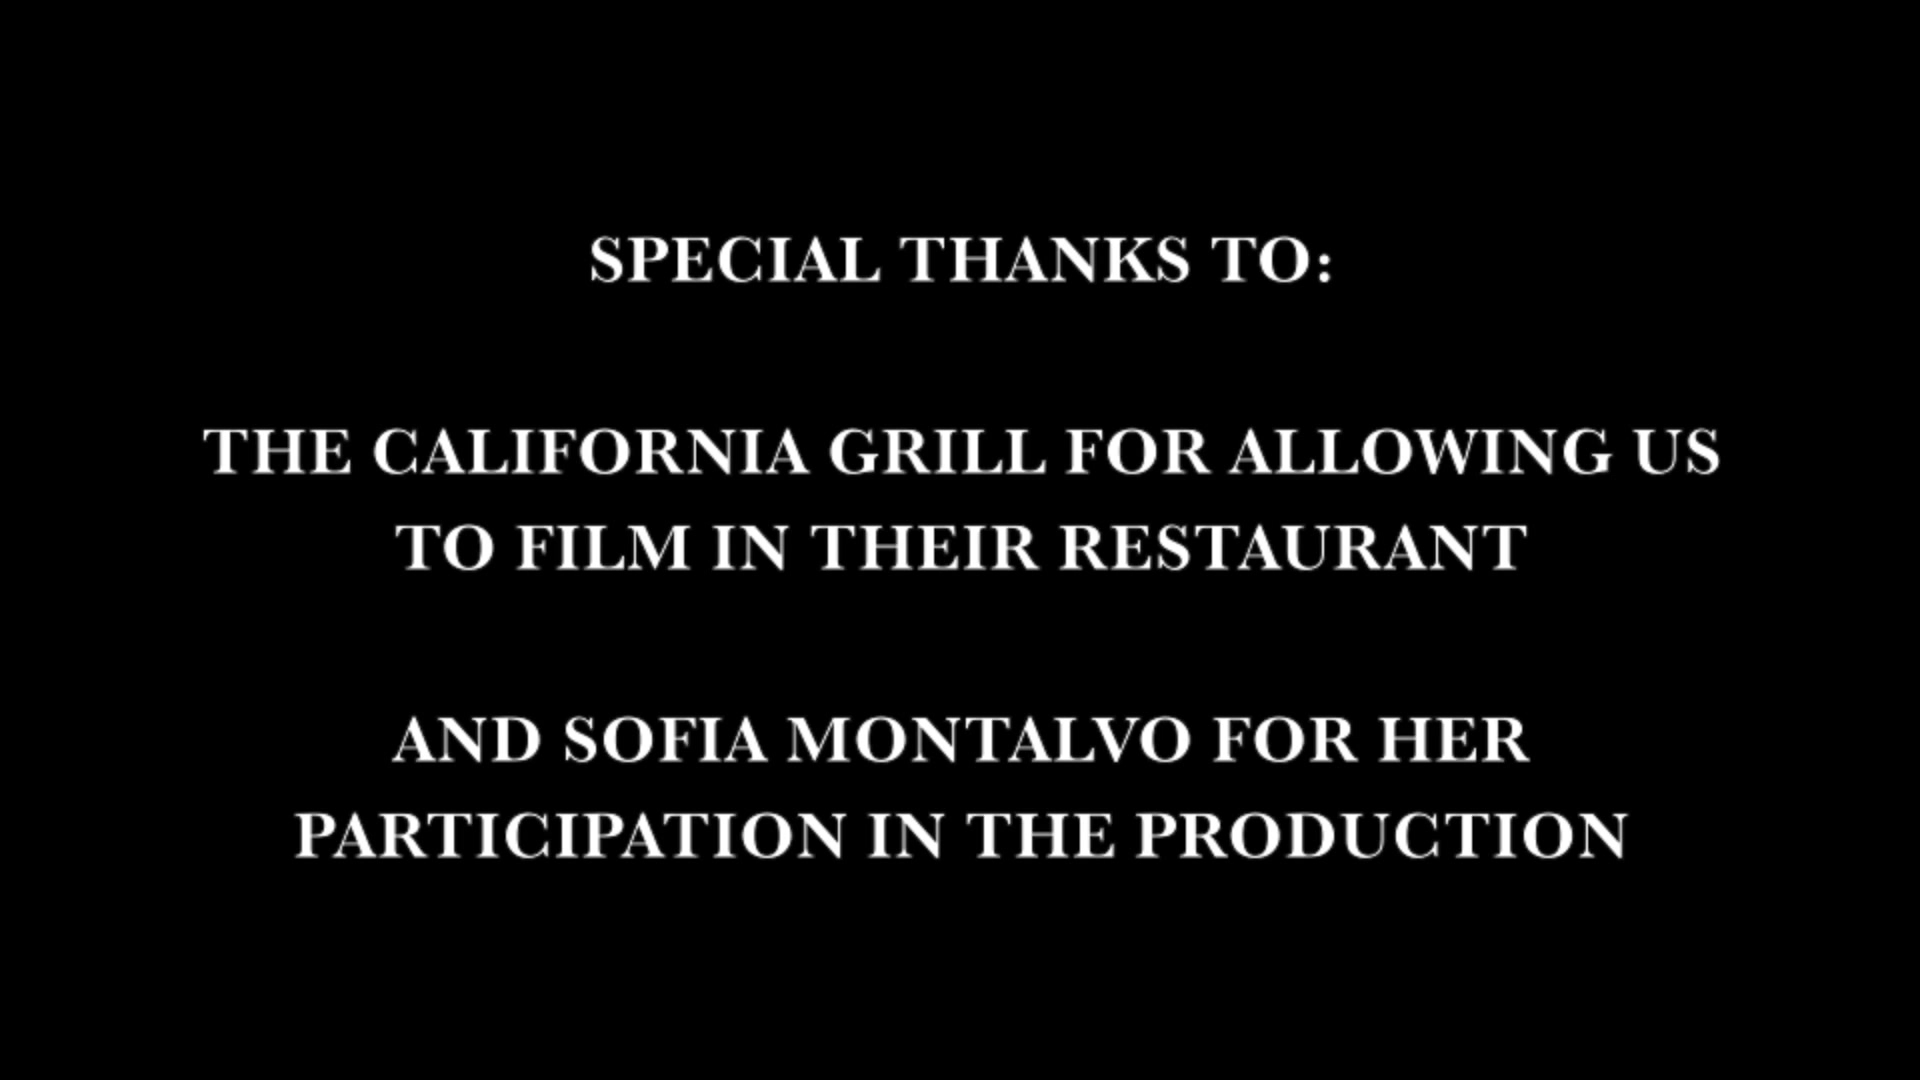 SPECIAL THANKS TO:
THE CALIFORNIA GRILL FOR ALLOWING US
TO FILM IN THEIR RESTAURANT
AND SOFIA MONTALVO FOR HER
PARTICIPATION IN THE PRODUCTION